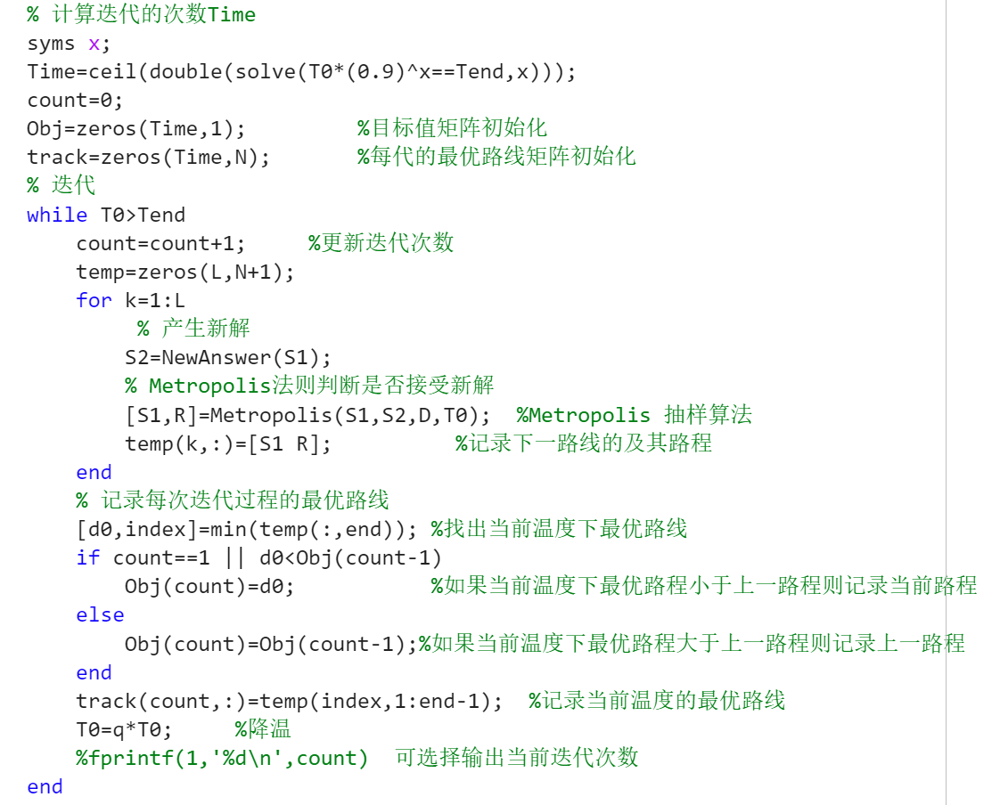 % 计算迭代的次数Time
syms x;
Time=ceil(double(solve(T0*(0.9)^x==Tend,x)));
count=0;
Obj=zeros(Time,1);         %目标值矩阵初始化
track=zeros(Time,N);       %每代的最优路线矩阵初始化
% 迭代
while T0>Tend
    count=count+1;     %更新迭代次数
    temp=zeros(L,N+1);
    for k=1:L
         % 产生新解
        S2=NewAnswer(S1);
        % Metropolis法则判断是否接受新解
        [S1,R]=Metropolis(S1,S2,D,T0);  %Metropolis 抽样算法
        temp(k,:)=[S1 R];          %记录下一路线的及其路程
    end
    % 记录每次迭代过程的最优路线
    [d0,index]=min(temp(:,end)); %找出当前温度下最优路线
    if count==1 || d0<Obj(count-1)
        Obj(count)=d0;           %如果当前温度下最优路程小于上一路程则记录当前路程
    else
        Obj(count)=Obj(count-1);%如果当前温度下最优路程大于上一路程则记录上一路程
    end
    track(count,:)=temp(index,1:end-1);  %记录当前温度的最优路线
    T0=q*T0;     %降温
    %fprintf(1,'%d\n',count)  可选择输出当前迭代次数
end